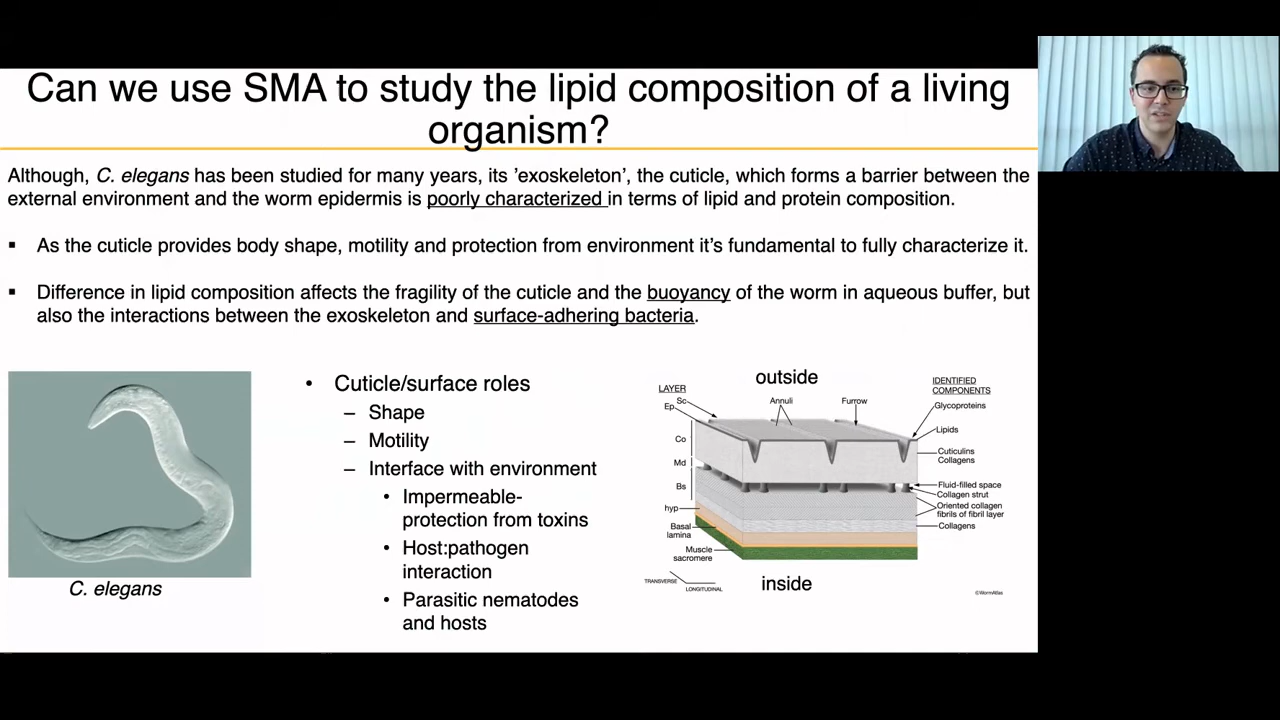 Can we use SMA to study the lipid composition of a living
organism?
Although, C. elegans has been studied for many years, its 'exoskeleton', the cuticle, which forms a barrier between the
external environment and the worm epidermis is poorly characterized in terms of lipid and protein composition.
▪ As the cuticle provides body shape, motility and protection from environment it's fundamental to fully characterize it.
▪ Difference in lipid composition affects the fragility of the cuticle and the buoyancy of the worm in aqueous buffer, but
also the interactions between the exoskeleton and surface-adhering bacteria.
C. elegans
• Cuticle/surface roles
– Shape
– Motility
– Interface with environment
• Impermeable-
protection from toxins
• Host:pathogen
interaction
• Parasitic nematodes
and hosts
outside
LAYER
Sc
Ep
Co
Md
Bs
hyp
Basal
lamina
Muscle
sacromere
Annuli
Furrow
IDENTIFIED
COMPONENTS
Glycoproteins
Lipids
Cuticulins
Collagens
Fluid-filled space
Collagen strut
Oriented collagen
fibrils of fibril layer
Collagens
TRANSVERSE
LONGITUDINAL
inside
©WormAtlas